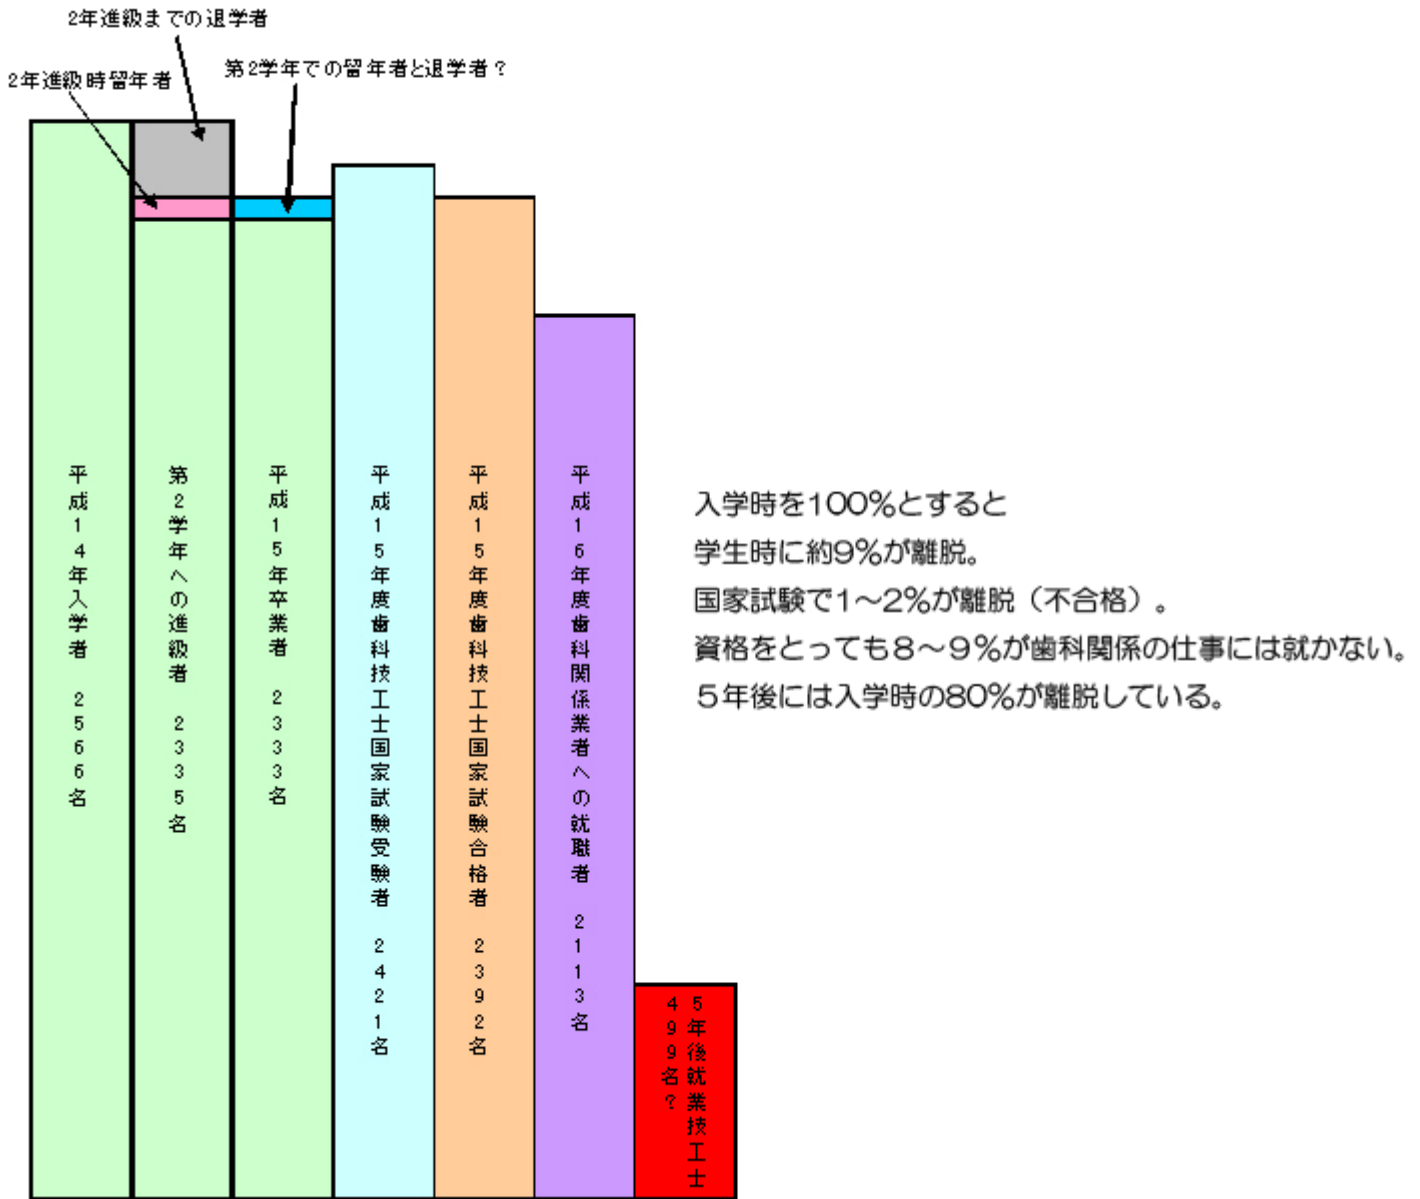 2年進級までの退学者
2年進級時留年者
第2学年での留年者と退学者？
平成14年入学者　2566名
第2学年への進級者　2335名
平成15年卒業者　2333名
平成15年度歯科技工士国家試験受験者　2421名
平成15年度歯科技工士国家試験合格者　2392名
平成16年度歯科関係業者への就職者　2113名
5年後就業技工士
499名？
入学時を100%とすると
学生時に約9%が離脱。
国家試験で1～2%が離脱（不合格）。
資格をとっても8～9%が歯科関係の仕事には就かない。
5年後には入学時の80%が離脱している。